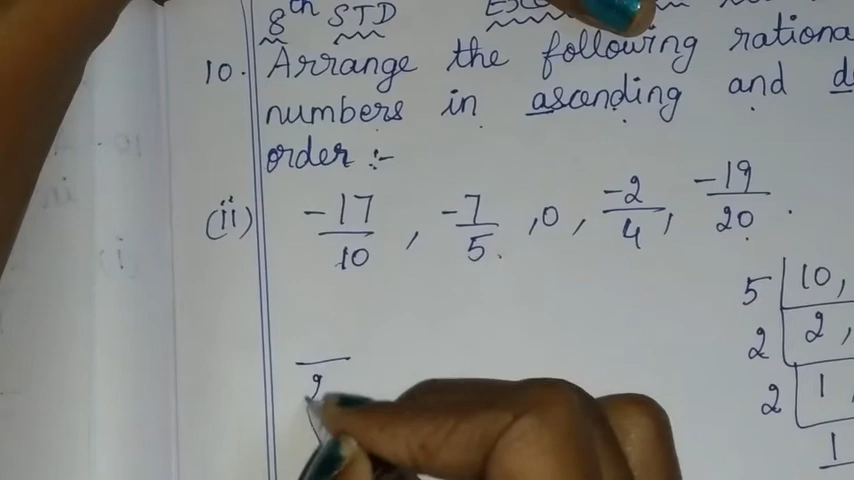 8th STD
10. Arrange the following
numbers in ascending and
order :-
(ii) -17/10 , -7/5 , 0, -2/4, -19/20 .
5 | 10,
2 | 2,
2 | 1
1